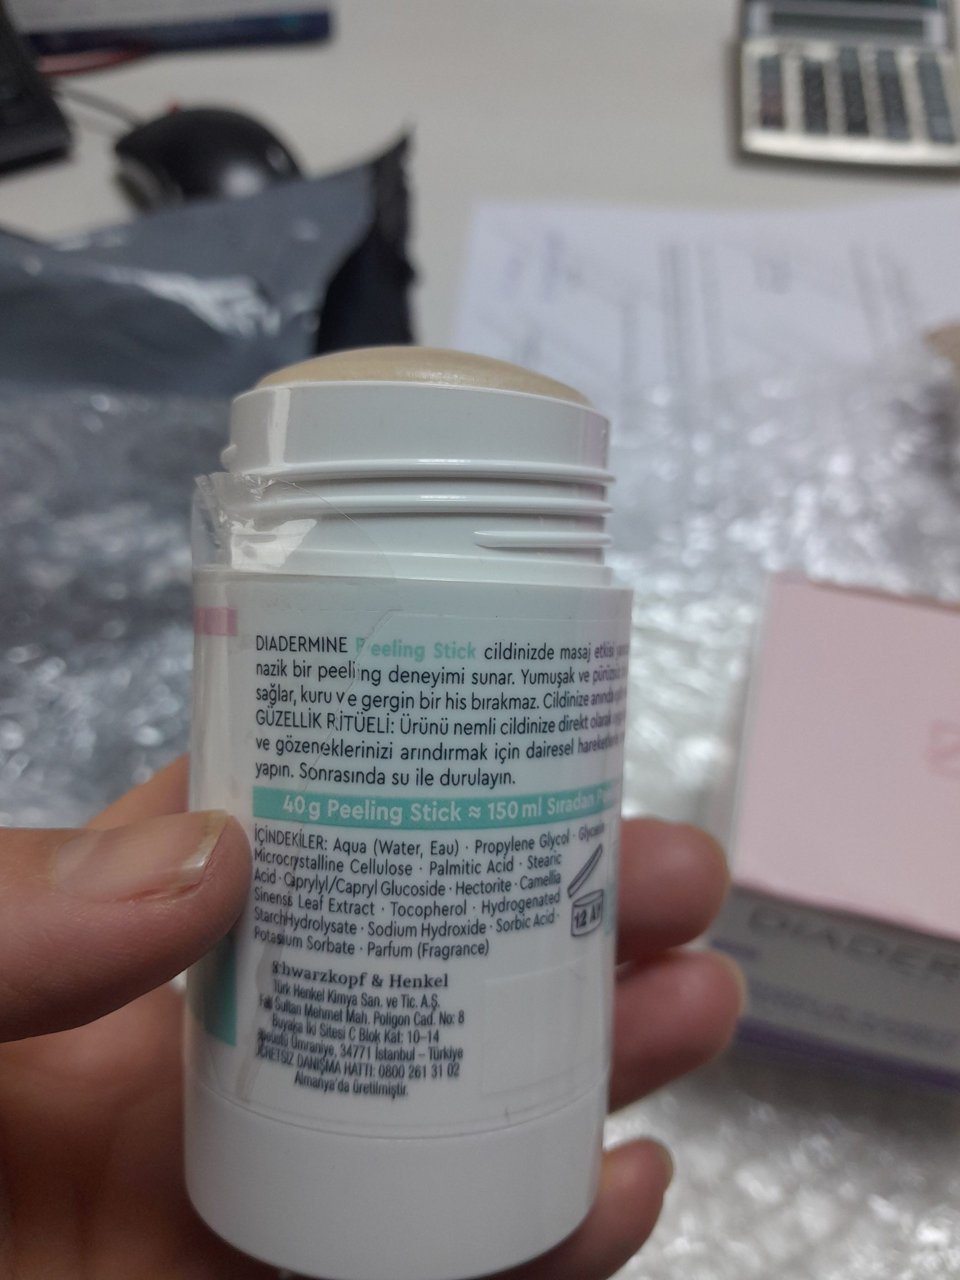 DIADERMINE Peeling Stick cildinizde masaj etkisi
nazik bir peeling deneyimi sunar. Yumuşak ve pürüzsüz
sağlar, kuru ve gergin bir his bırakmaz. Cildinize anında
GÜZELLİK RİTÜELİ: Ürünü nemli cildinize direkt olarak
ve gözeneklerinizi arındırmak için dairesel hareketlerle
yapın. Sonrasında su ile durulayın.
40 g Peeling Stick ≈ 150 ml Sıradan
İÇİNDEKİLER: Aqua (Water, Eau) · Propylene Glycol · Glycerin
Microcrystalline Cellulose · Palmitic Acid · Stearic
Acid · Caprylyl/Capryl Glucoside · Hectorite · Camellia
Sinensis Leaf Extract · Tocopherol · Hydrogenated
Starch Hydrolysate · Sodium Hydroxide · Sorbic Acid ·
Potassium Sorbate · Parfum (Fragrance)
12 AY
Schwarzkopf & Henkel
Türk Henkel Kimya San. ve Tic. A.Ş.
Fatih Sultan Mehmet Mah. Poligon Cad. No: 8
Buyaka İki Sitesi C Blok Kat: 10-14
Ümraniye, 34771 İstanbul - Türkiye
ÜCRETSİZ DANIŞMA HATTI: 0800 261 31 02
Almanya'da üretilmiştir.
DIADER